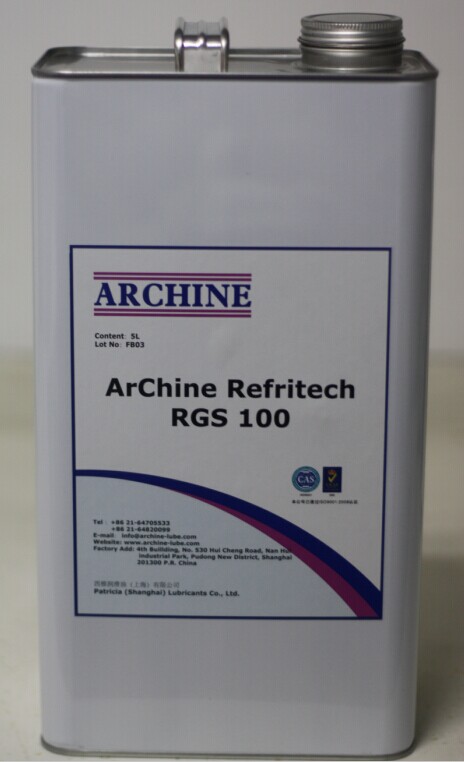 ARCHINE
Content: 5L
Lot No: FB03
ArChine Refritech
RGS 100
CAS
Tel : +86 21-64705533
+86 21-64820099
E-mail: info@archine-lube.com
Website: www.archine-lube.com
Factory Add: 4th Building, No. 530 Hui Cheng Road, Nan Hui
Industrial Park, Pudong New District, Shanghai
201300 P.R. China
Patricia (Shanghai) Lubricants Co., Ltd.